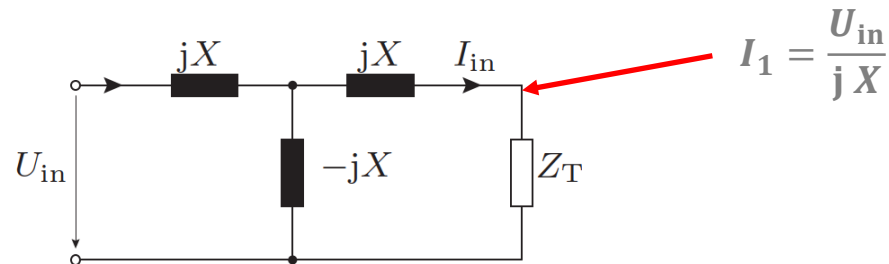 jX
jX
I_in
I_1 = U_in / j X
U_in
−jX
Z_T